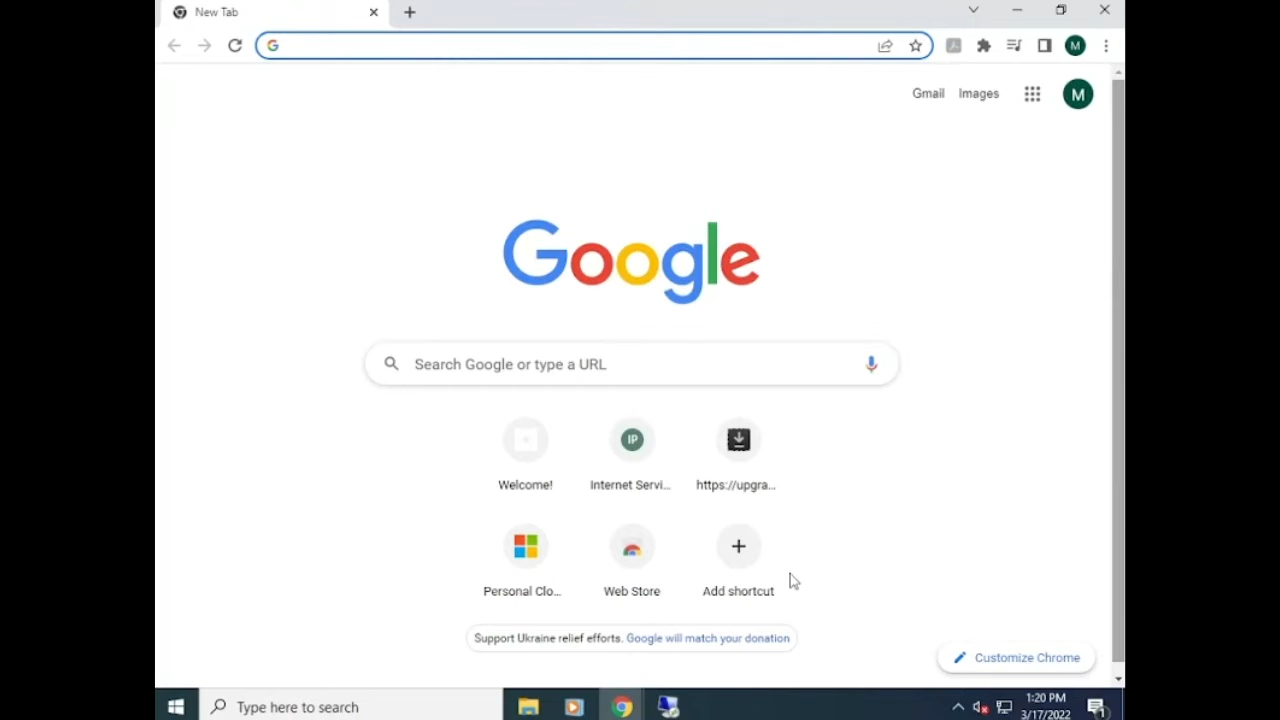 New Tab
Gmail Images
M
M
Google
Search Google or type a URL
IP
Welcome! Internet Servi... https://upgra...
Personal Clo... Web Store Add shortcut
Support Ukraine relief efforts. Google will match your donation
Customize Chrome
Type here to search
1:20 PM
3/17/2022
1